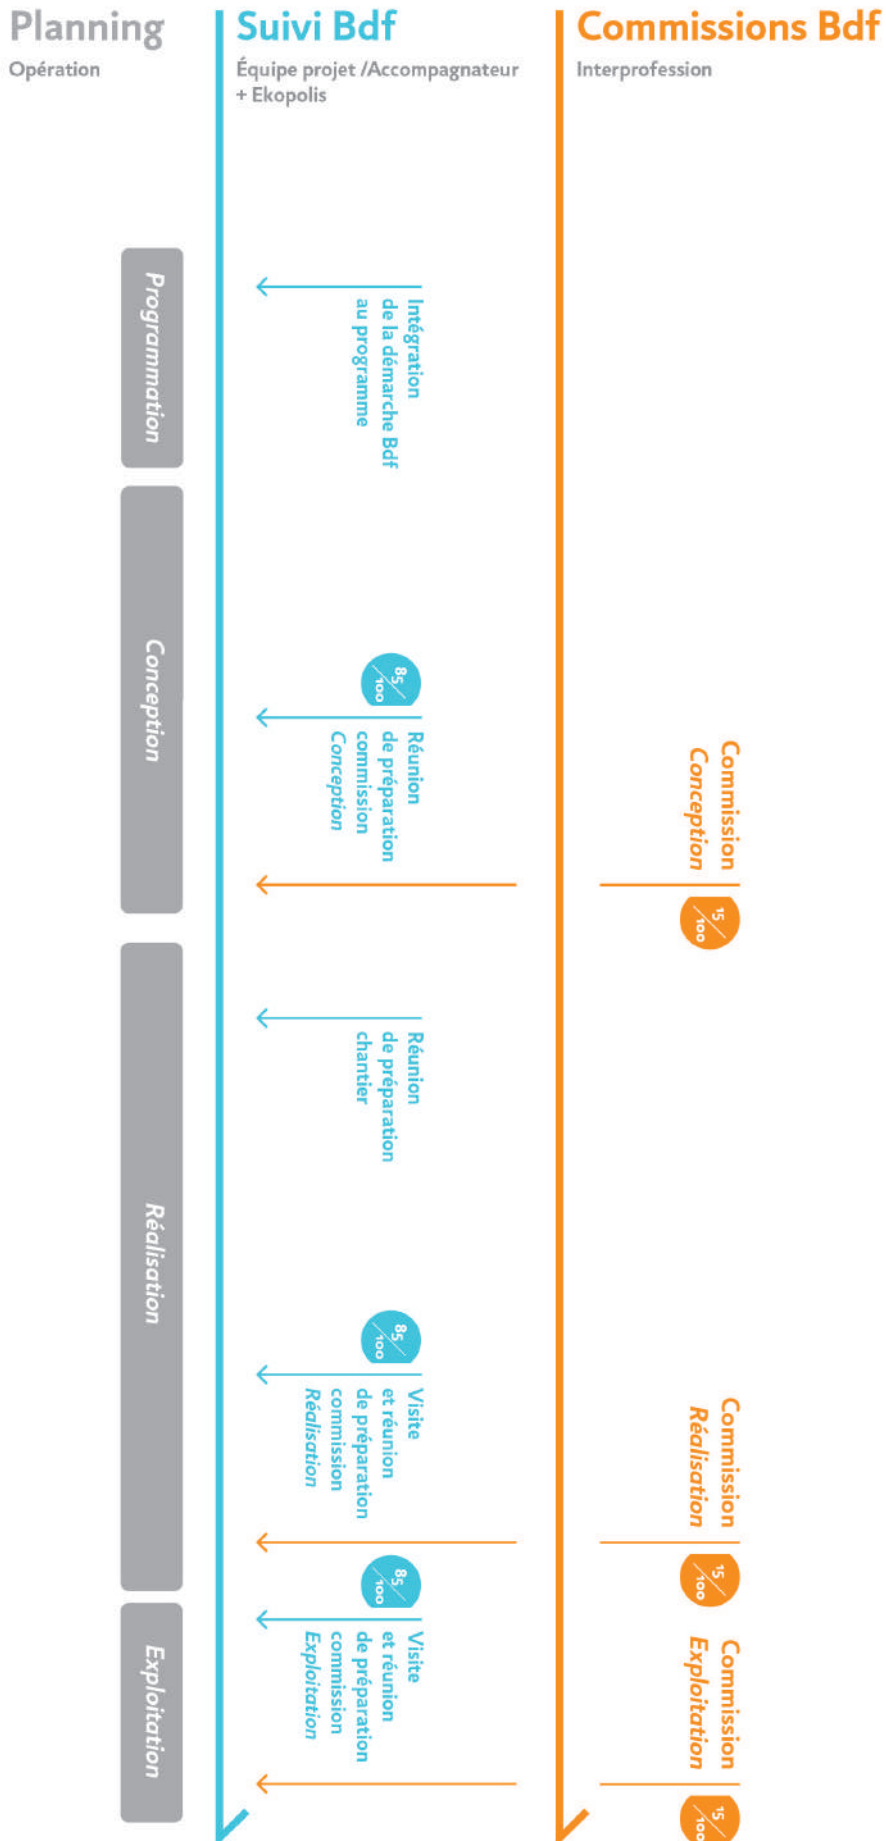 Planning
Opération
Suivi Bdf
Équipe projet /Accompagnateur
+ Ekopolis
Commissions Bdf
Interprofession
Programmation
Intégration
de la démarche Bdf
au programme
Conception
85/100
Réunion
de préparation
commission
Conception
Commission
Conception
15/100
Réalisation
Réunion
de préparation
chantier
85/100
Visite
et réunion
de préparation
commission
Réalisation
Commission
Réalisation
15/100
Exploitation
85/100
Visite
et réunion
de préparation
commission
Exploitation
Commission
Exploitation
15/100